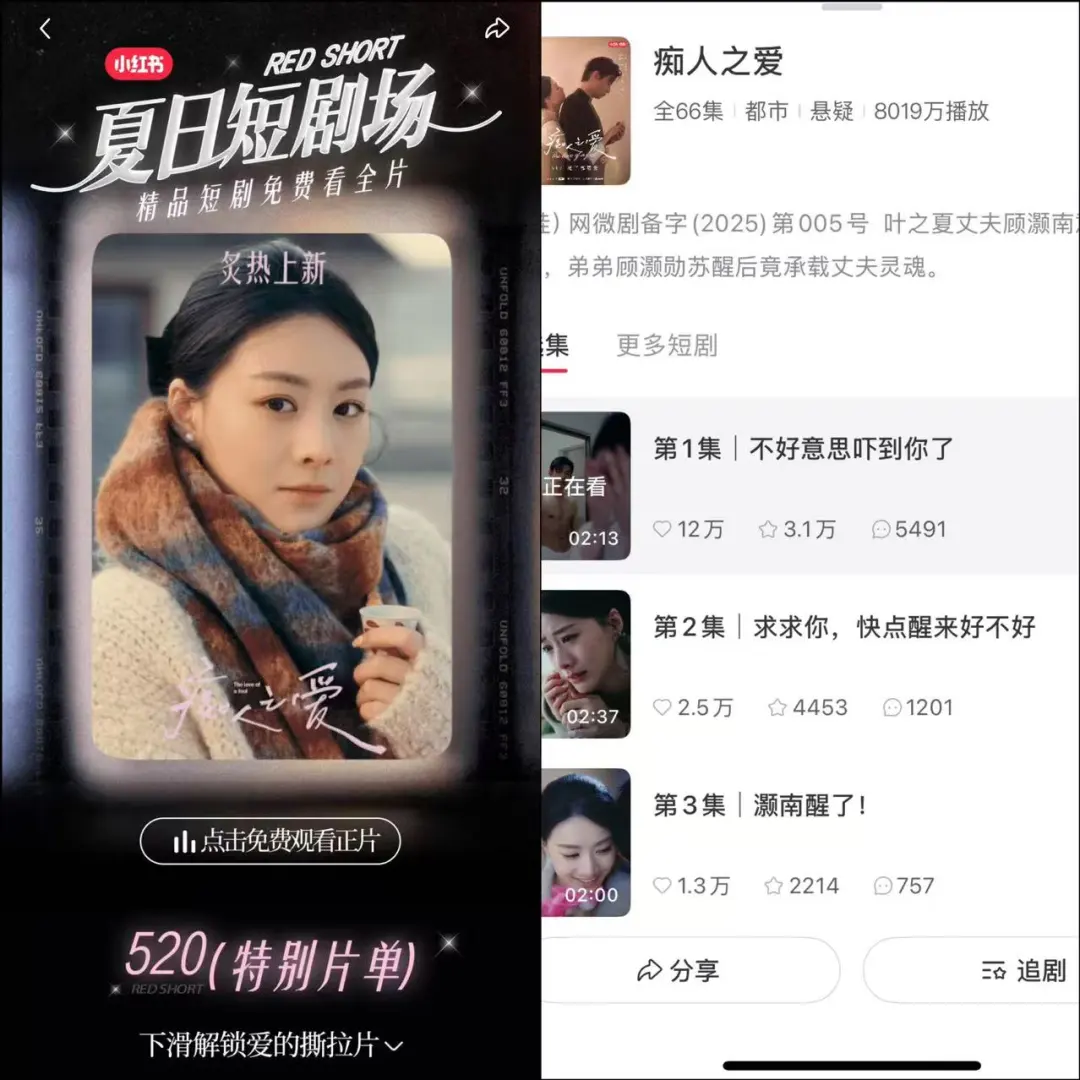 小红书
RED SHORT
夏日短剧场
精品短剧免费看全片
炙热上新
痴人之爱
The love of
a fool
点击免费观看正片
520(特别片单)
RED SHORT
下滑解锁爱的撕拉片
痴人之爱
全66集 都市 悬疑 8019万播放
痴人之爱
) 网微剧备字(2025)第005号 叶之夏丈夫顾灏南
，弟弟顾灏勋苏醒后竟承载丈夫灵魂。
集 更多短剧
正在看
02:13
第1集｜不好意思吓到你了
12万 3.1万 5491
02:37
第2集｜求求你，快点醒来好不好
2.5万 4453 1201
02:00
第3集｜灏南醒了！
1.3万 2214 757
分享 追剧